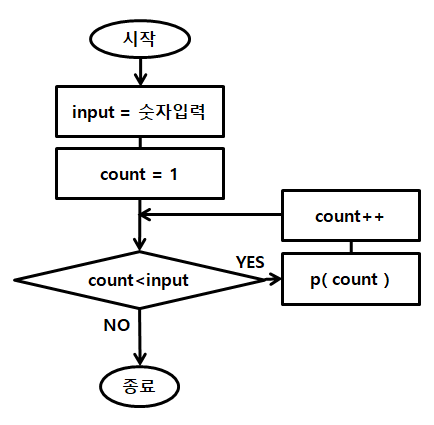 시작
input = 숫자입력
count = 1
count++
count<input
YES
p( count )
NO
종료